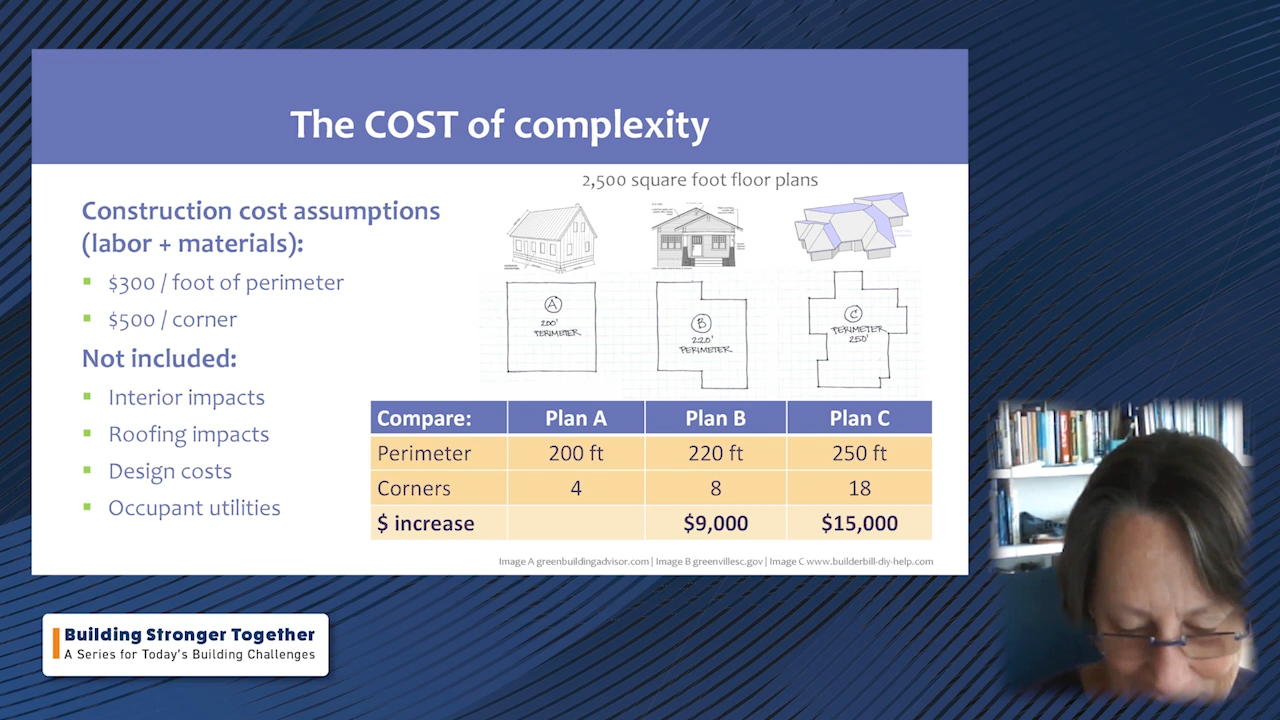 The COST of complexity
Construction cost assumptions
(labor + materials):
$300 / foot of perimeter
$500 / corner
Not included:
Interior impacts
Roofing impacts
Design costs
Occupant utilities
2,500 square foot floor plans
A
200'
PERIMETER
B
220'
PERIMETER
C
PERIMETER
250'
Compare: Plan A Plan B Plan C
Perimeter 200 ft 220 ft 250 ft
Corners 4 8 18
$ increase $9,000 $15,000
Image A greenbuildingadvisor.com | Image B greenvillesc.gov | Image C www.builderbill-diy-help.com
Building Stronger Together
A Series for Today's Building Challenges